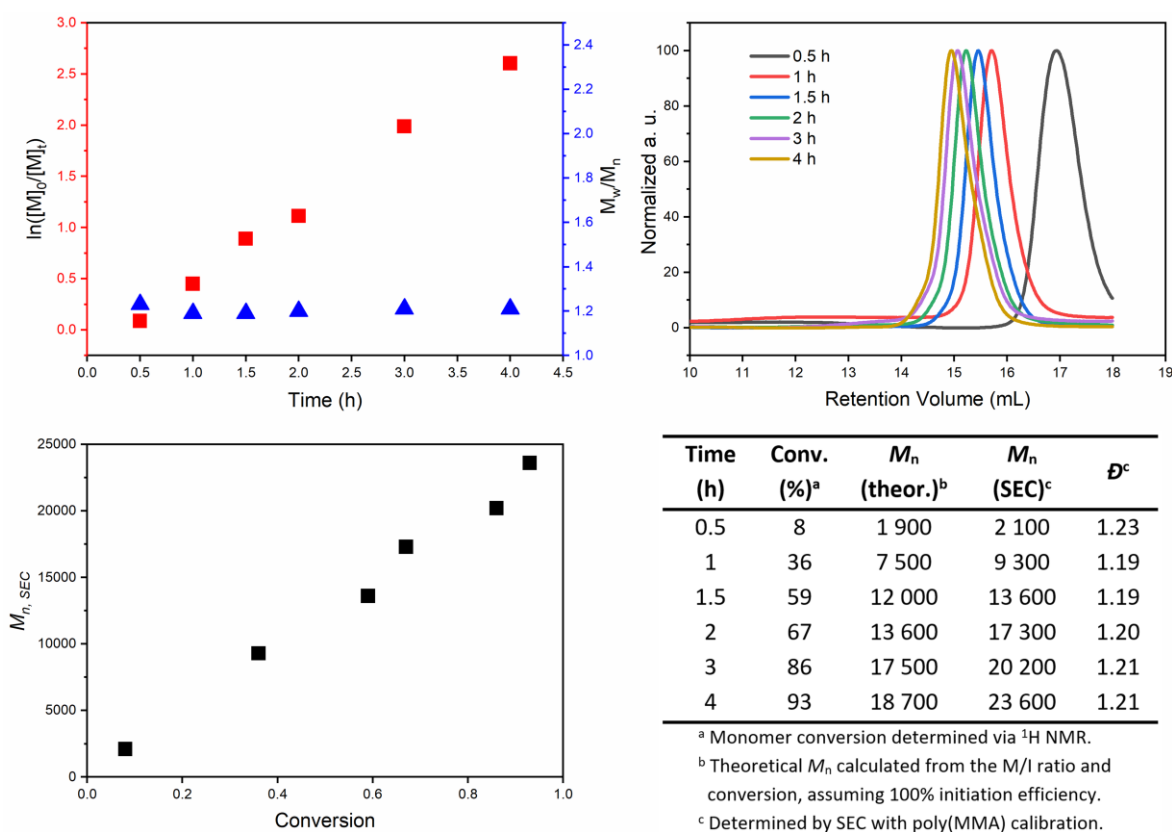 3.0
2.5
2.0
1.5
1.0
0.5
0.0
ln([M]0/[M]t)
2.4
2.2
2.0
1.8
1.6
1.4
1.2
1.0
Mw/Mn
0.0 0.5 1.0 1.5 2.0 2.5 3.0 3.5 4.0 4.5
Time (h)
100
80
60
40
20
0
Normalized a. u.
0.5 h
1 h
1.5 h
2 h
3 h
4 h
10 11 12 13 14 15 16 17 18 19
Retention Volume (mL)
25000
20000
15000
10000
5000
0
Mn, SEC
0.0 0.2 0.4 0.6 0.8 1.0
Conversion
Time Conv. Mn Mn Đᶜ
(h) (%)ᵃ (theor.)ᵇ (SEC)ᶜ
0.5 8 1 900 2 100 1.23
1 36 7 500 9 300 1.19
1.5 59 12 000 13 600 1.19
2 67 13 600 17 300 1.20
3 86 17 500 20 200 1.21
4 93 18 700 23 600 1.21
ᵃ Monomer conversion determined via ¹H NMR.
ᵇ Theoretical Mn calculated from the M/I ratio and
conversion, assuming 100% initiation efficiency.
ᶜ Determined by SEC with poly(MMA) calibration.